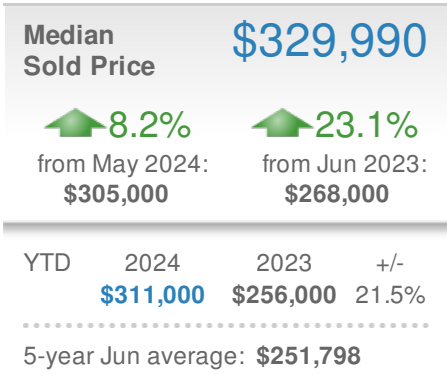 Median
Sold Price
$329,990
8.2%
from May 2024:
$305,000
23.1%
from Jun 2023:
$268,000
YTD 2024 2023 +/-
$311,000 $256,000 21.5%
5-year Jun average: $251,798